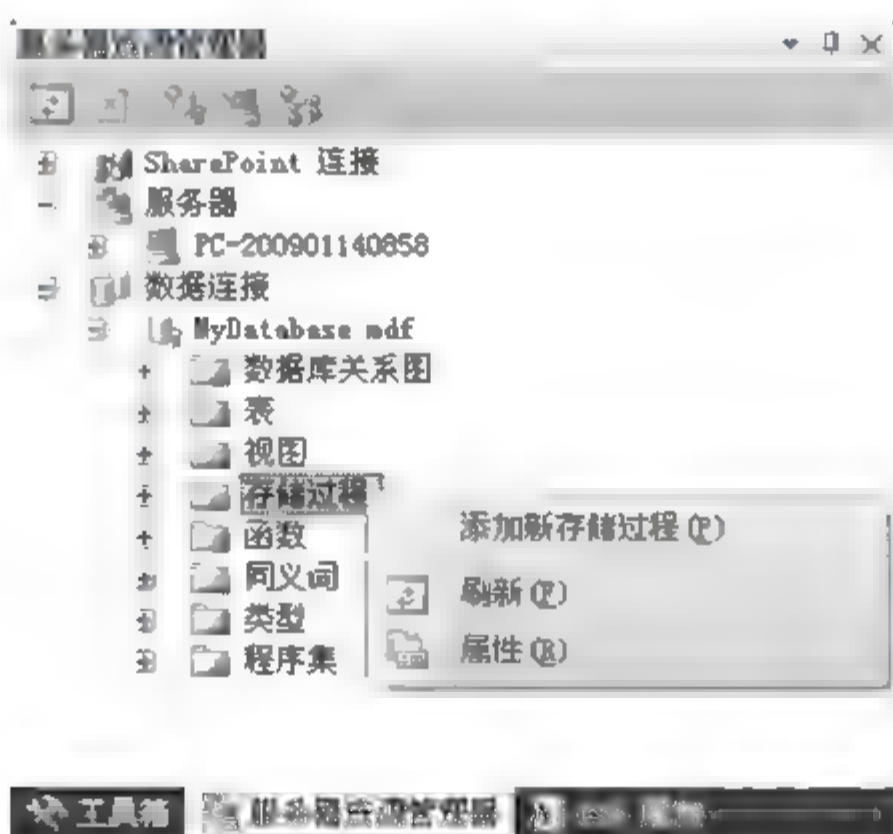 SharePoint 连接
服务器
PC-200901140858
数据连接
MyDatabase mdf
数据库关系图
表
视图
存储过程
添加新存储过程(P)
函数
同义词
刷新(F)
类型
属性(R)
程序集
工具箱